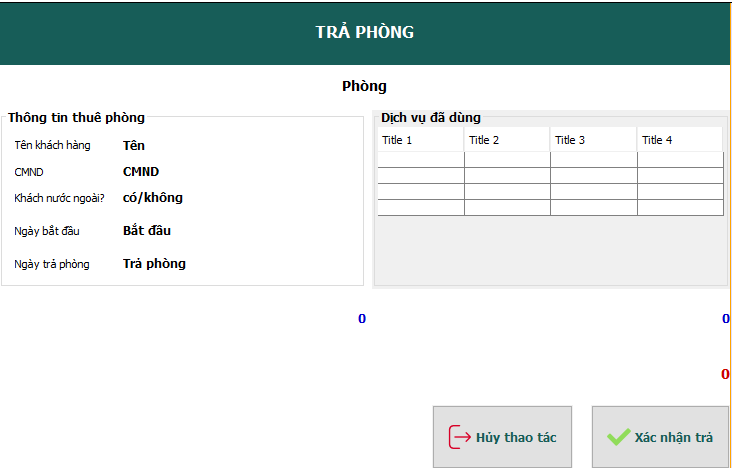 TRẢ PHÒNG
Phòng
Thông tin thuê phòng
Tên khách hàng Tên
CMND CMND
Khách nước ngoài? có/không
Ngày bắt đầu Bắt đầu
Ngày trả phòng Trả phòng
Dịch vụ đã dùng
Title 1 Title 2 Title 3 Title 4
0 0
0
Hủy thao tác Xác nhận trả